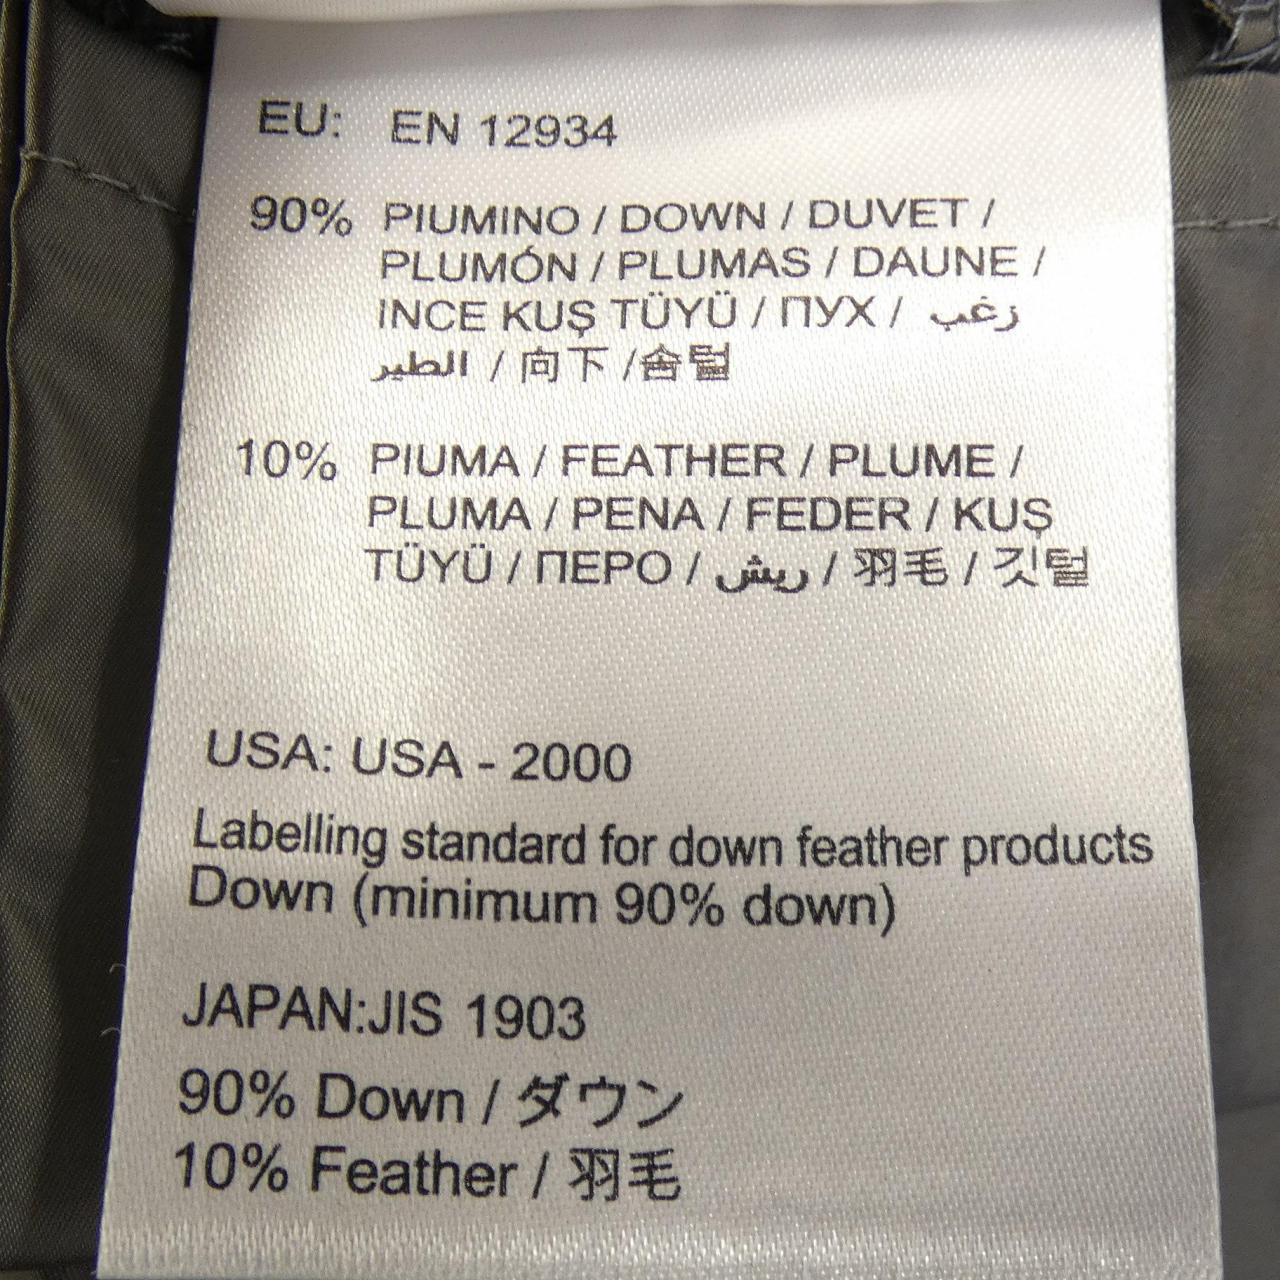 EU: EN 12934
90% PIUMINO / DOWN / DUVET /
PLUMÓN / PLUMAS / DAUNE /
INCE KUŞ TÜYÜ / ПУХ / زغب
الطير / 向下 /솜털
10% PIUMA / FEATHER / PLUME /
PLUMA / PENA / FEDER / KUŞ
TÜYÜ / ПЕРО / ريش / 羽毛 / 깃털
USA: USA - 2000
Labelling standard for down feather products
Down (minimum 90% down)
JAPAN:JIS 1903
90% Down / ダウン
10% Feather / 羽毛